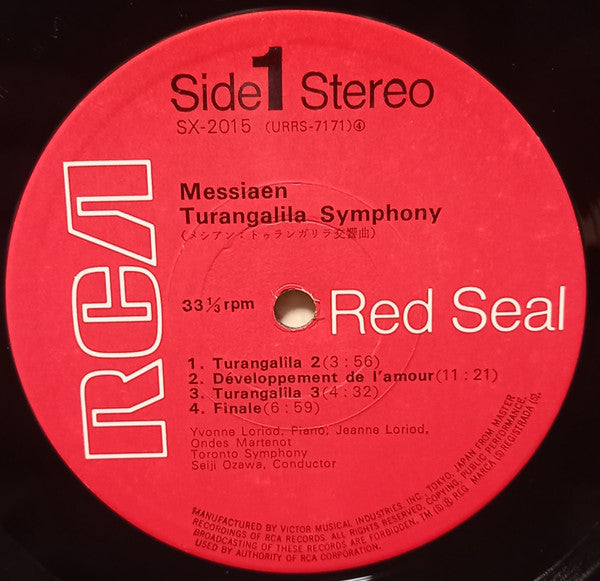 Side 1 Stereo
SX-2015 (URRS-7171)④
Messiaen
Turangalila Symphony
(メシアン:トゥランガリラ交響曲)
RCA
33 1/3 rpm
Red Seal
1. Turangalila 2(3:56)
2. Développement de l'amour(11:21)
3. Turangalila 3(4:32)
4. Finale(6:59)
Yvonne Loriod, Piano, Jeanne Loriod,
Ondes Martenot
Toronto Symphony
Seiji Ozawa, Conductor
MANUFACTURED BY VICTOR MUSICAL INDUSTRIES, INC., TOKYO, JAPAN FROM MASTER
RECORDINGS OF RCA RECORDS. ALL RIGHTS RESERVED, COPYING, PUBLIC PERFORMANCE,
BROADCASTING OF THESE RECORDS ARE FORBIDDEN, TM(S)® REG. MARCA(S) REGISTRADA(S),
USED BY AUTHORITY OF RCA CORPORATION.